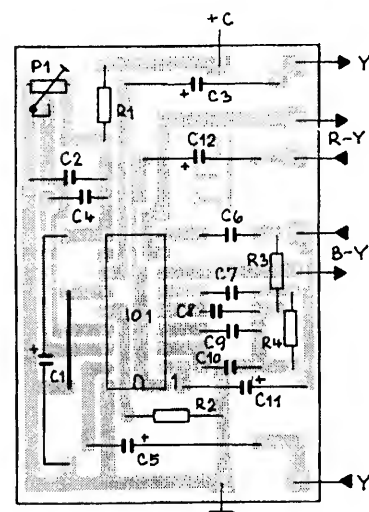 +C
P1
Y
R1
+ C3
R-Y
C12
+
C2
C4
C6
B-Y
R3
C7
IO1
C8
C9
R4
C10
+ C1
1
+ C11
R2
C5 +
Y